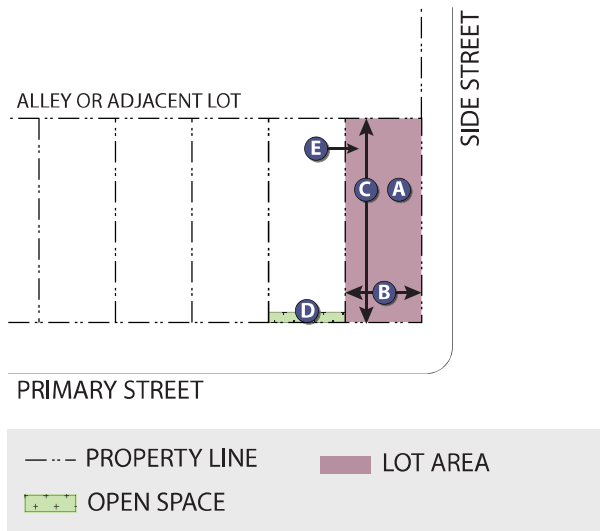 SIDE STREET
ALLEY OR ADJACENT LOT
E
C A
B
D
PRIMARY STREET
PROPERTY LINE
LOT AREA
OPEN SPACE